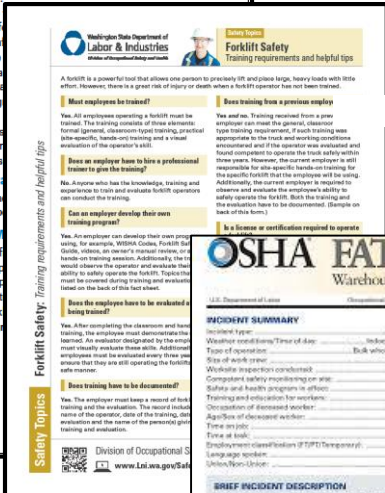 Washington State Department of
Labor & Industries
Division of Occupational Safety and Health
Safety Topics
Forklift Safety
Training requirements and helpful tips
A forklift is a powerful tool that allows one person to precisely lift and place large, heavy loads with little
effort. However, there is great risk of injury or death when a forklift operator has not been trained.
Must employees be trained?
Yes. All employees operating a forklift must be
trained. The training consists of three elements:
formal (general, classroom-type) training, practical
(site-specific, hands-on) training and a visual
evaluation of the operator's skill.
Does an employer have to hire a professional
trainer to give the training?
No. Anyone who has the knowledge, training and
experience to train and evaluate forklift operators
can conduct the training.
Can an employer develop their own
training program?
Yes. An employer can develop their own prog
using, for example, WISHA Codes, Forklift Saf
Guide, videos, an owner's manual review, or a
hands-on training session. Additionally, the tr
would observe the operator and evaluate their
ability to safely operate the forklift. Topics tha
must be covered during training and evaluatio
listed on the back of this fact sheet.
Does the employee have to be evaluated a
being trained?
Yes. After completing the classroom and hand
training, the employee must demonstrate the
learned. An evaluator designated by the empl
must visually evaluate these skills. Additional
employees must be evaluated every three yea
ensure that they are still operating the forklift
safe manner.
Does training have to be documented?
Yes. The employer must keep a record of fork
training and the evaluation. The record includ
name of the operator, date of the training, dat
evaluation and the name of the person(s) givin
training and evaluation.
Does training from a previous employ
Yes and no. Training received from a prev
employer can meet the general, classroom
type training requirement, if such training was
appropriate to the truck and working conditions
encountered and if the operator was evaluated and
found competent to operate the truck safely within
three years. However, the current employer is still
responsible for site-specific hands-on training for
the specific forklift that the employee will be using.
Additionally, the current employer is required to
observe and evaluate the employee's ability to
safely operate the forklift. Both the training and
the evaluation have to be documented. (Sample on
back of this form.)
Is a license or certification required to operate
Safety Topics Forklift Safety: Training requirements and helpful tips
Division of Occupational S
www.Lni.wa.gov/Safe
OSHA FAT
Warehou
U.S. Department of Labor
Occupational
INCIDENT SUMMARY
Incident type:
Weather conditions/Time of day: Indoo
Type of operation: Bulk whol
Size of work crew:
Worksite inspection conducted:
Competent safety monitoring on site:
Safety and health program in effect:
Training and education for workers:
Occupation of deceased worker:
Age/Sex of deceased worker:
Time on job:
Time at task:
Employment classification (FT/PT/Temporary):
Language spoken:
Union/Non-Union:
BRIEF INCIDENT DESCRIPTION